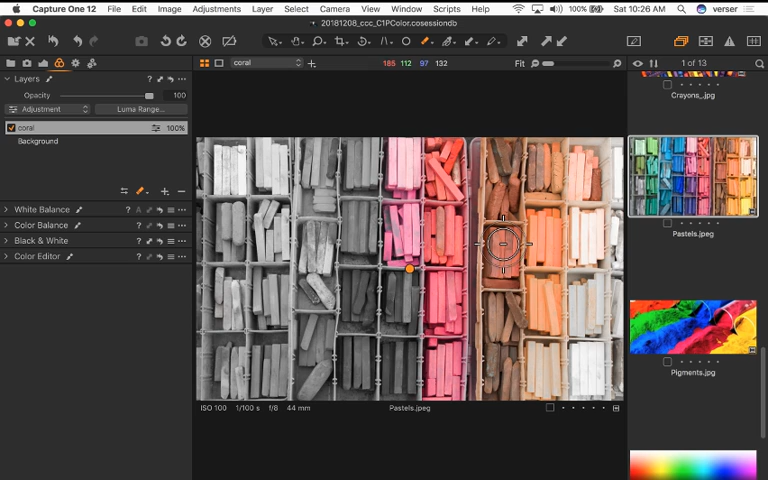 Capture One 12 File Edit Image Adjustments Layer Select Camera View Window Scripts Help 100% Sat 10:26 AM verser
20181208_ccc_C1PColor.cosessiondb
coral 185 112 97 132 Fit 1 of 13
Layers
Opacity 100
Adjustment Luma Range...
coral 100%
Background
White Balance A
Color Balance
Black & White
Color Editor
ISO 100 1/100 s f/8 44 mm Pastels.jpeg
Crayons_.jpg
Pastels.jpeg
Pigments.jpg